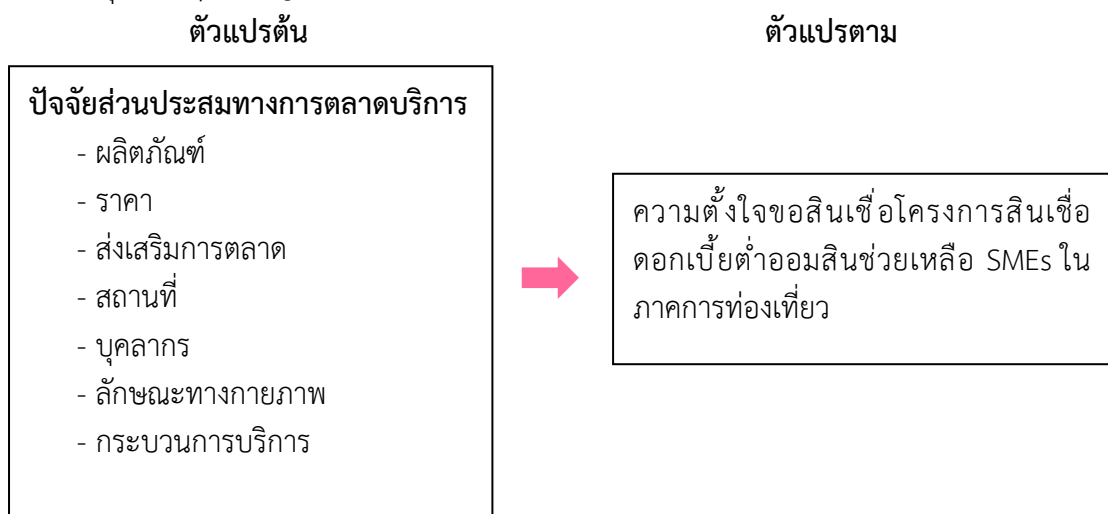 ตัวแปรต้น
ตัวแปรตาม
ปัจจัยส่วนประสมทางการตลาดบริการ
- ผลิตภัณฑ์
- ราคา
- ส่งเสริมการตลาด
- สถานที่
- บุคลากร
- ลักษณะทางกายภาพ
- กระบวนการบริการ
ความตั้งใจขอสินเชื่อโครงการสินเชื่อ
ดอกเบี้ยต่ำออมสินช่วยเหลือ SMEs ใน
ภาคการท่องเที่ยว